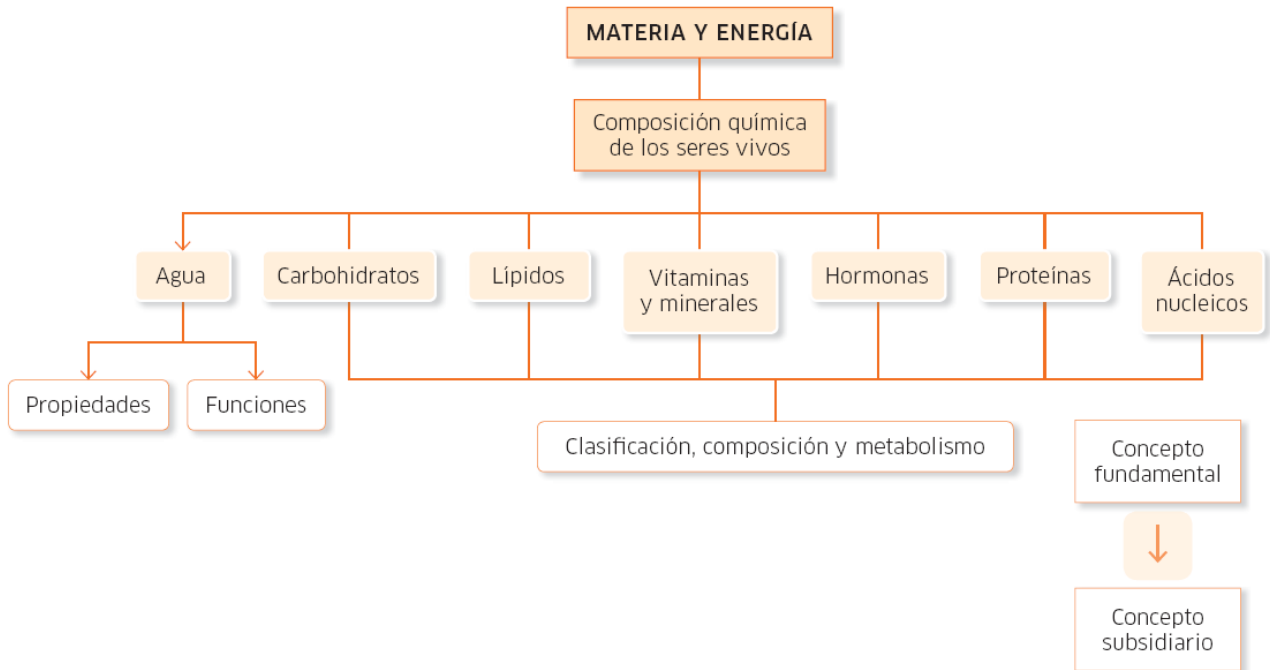 MATERIA Y ENERGÍA
Composición química
de los seres vivos
Agua
Carbohidratos
Lípidos
Vitaminas
y minerales
Hormonas
Proteínas
Ácidos
nucleicos
Propiedades
Funciones
Clasificación, composición y metabolismo
Concepto
fundamental
Concepto
subsidiario